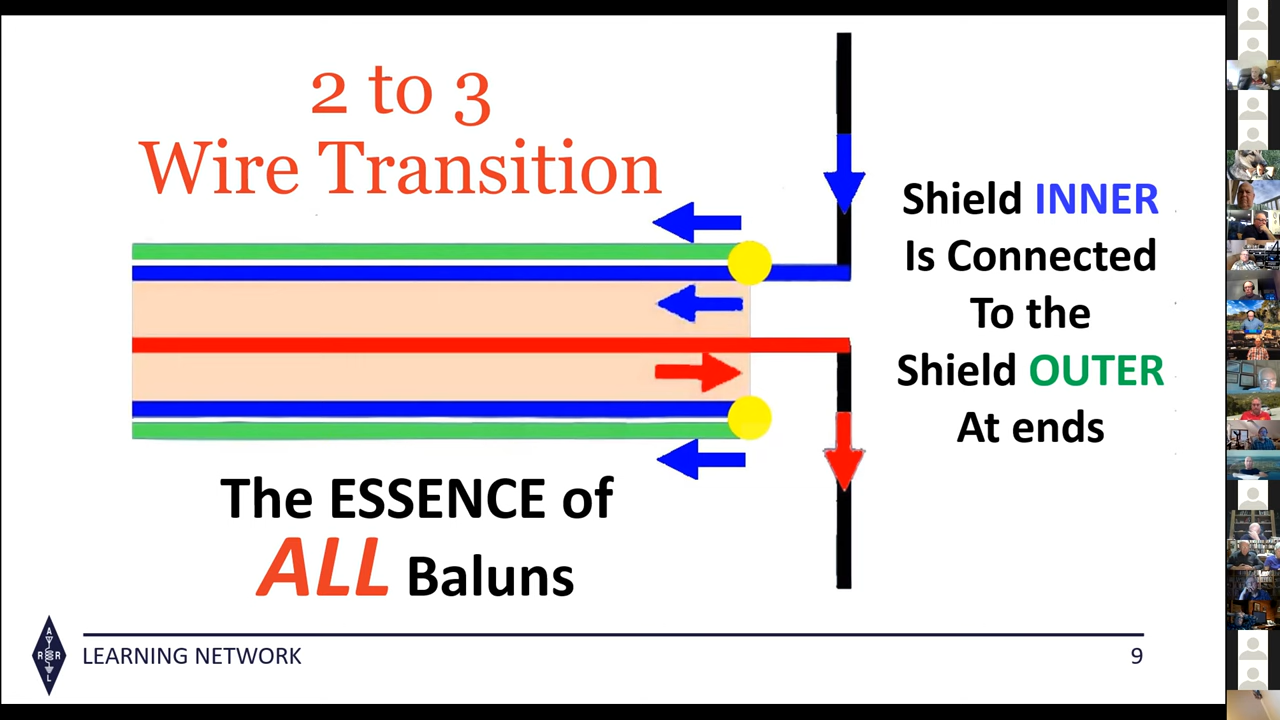 2 to 3
Wire Transition
Shield INNER
Is Connected
To the
Shield OUTER
At ends
The ESSENCE of
ALL Baluns
A
R R
L
LEARNING NETWORK
9